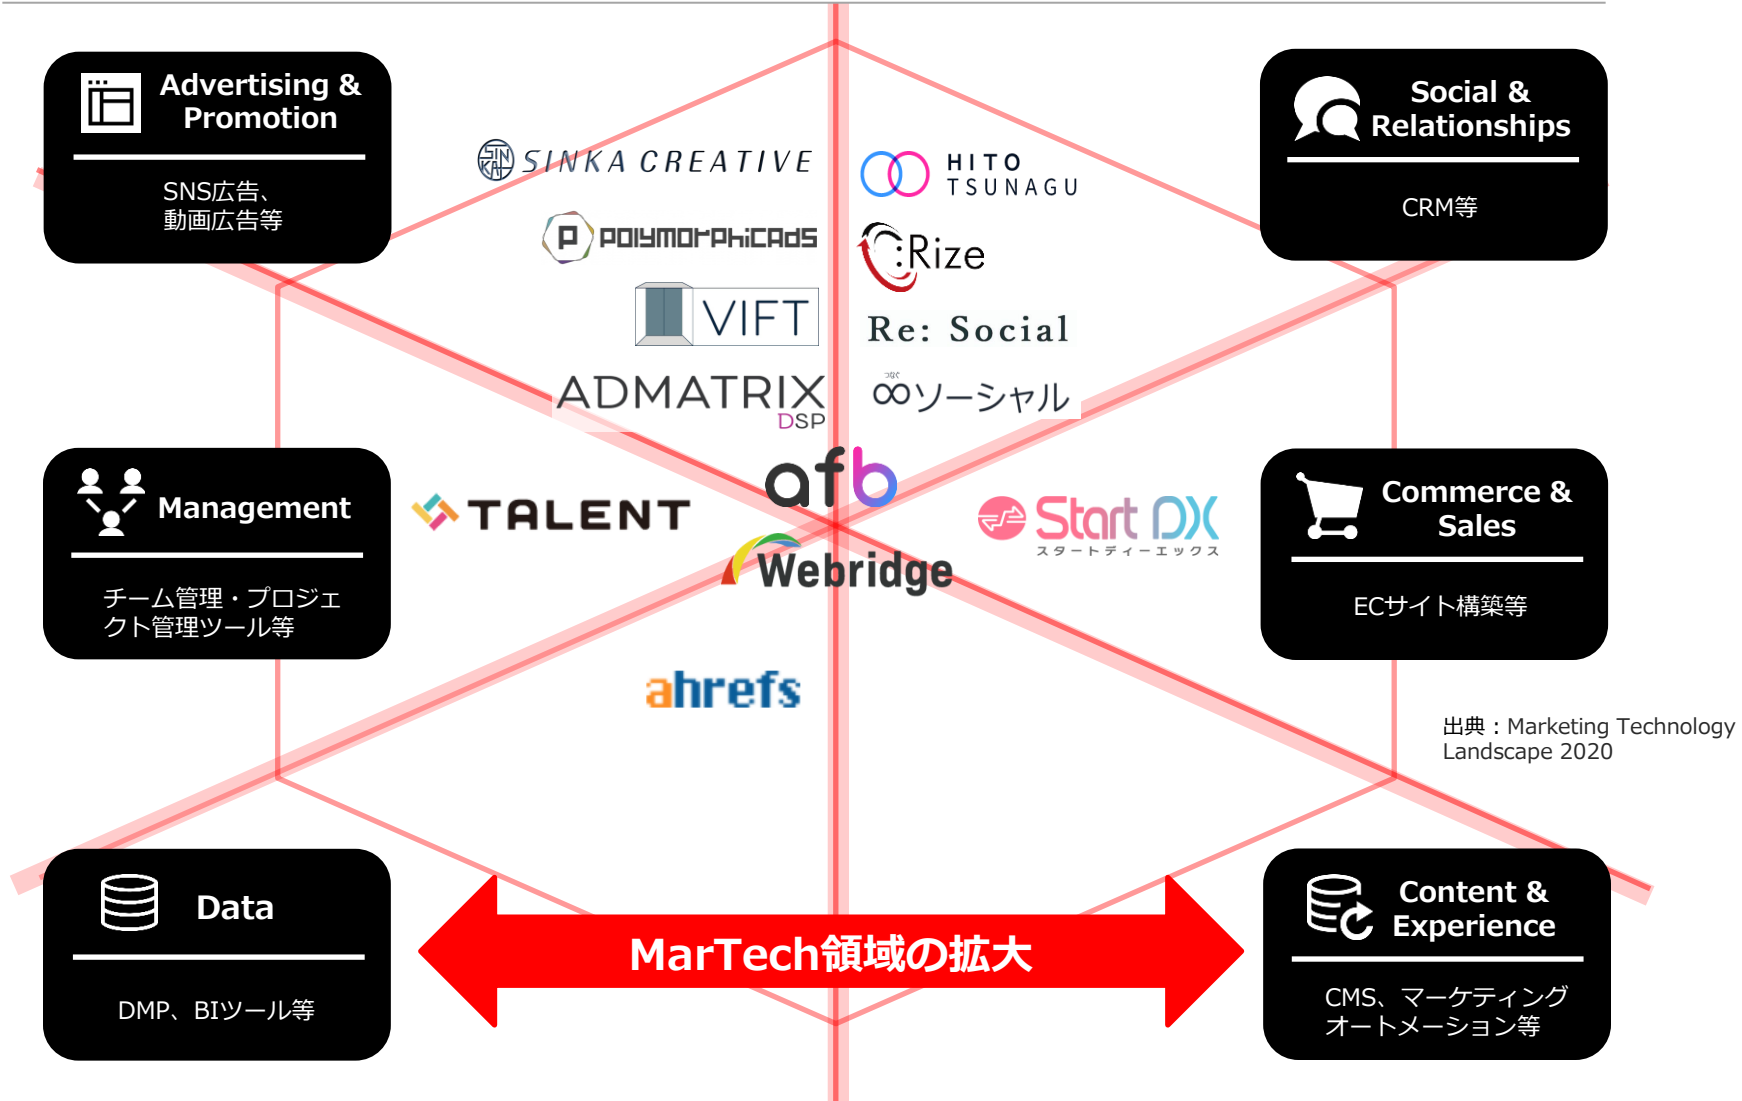 Advertising &
Promotion
SNS広告、
動画広告等
Social &
Relationships
CRM等
SINKA
SINKA CREATIVE
HITO
TSUNAGU
P POLYMORPHICADS
:Rize
VIFT
Re: Social
ADMATRIX
DSP
つなぐ
∞ソーシャル
afb
Management
チーム管理・プロジェ
クト管理ツール等
TALENT
Webridge
Start DX
スタートディーエックス
Commerce &
Sales
ECサイト構築等
ahrefs
出典：Marketing Technology
Landscape 2020
Data
DMP、BIツール等
MarTech領域の拡大
Content &
Experience
CMS、マーケティング
オートメーション等